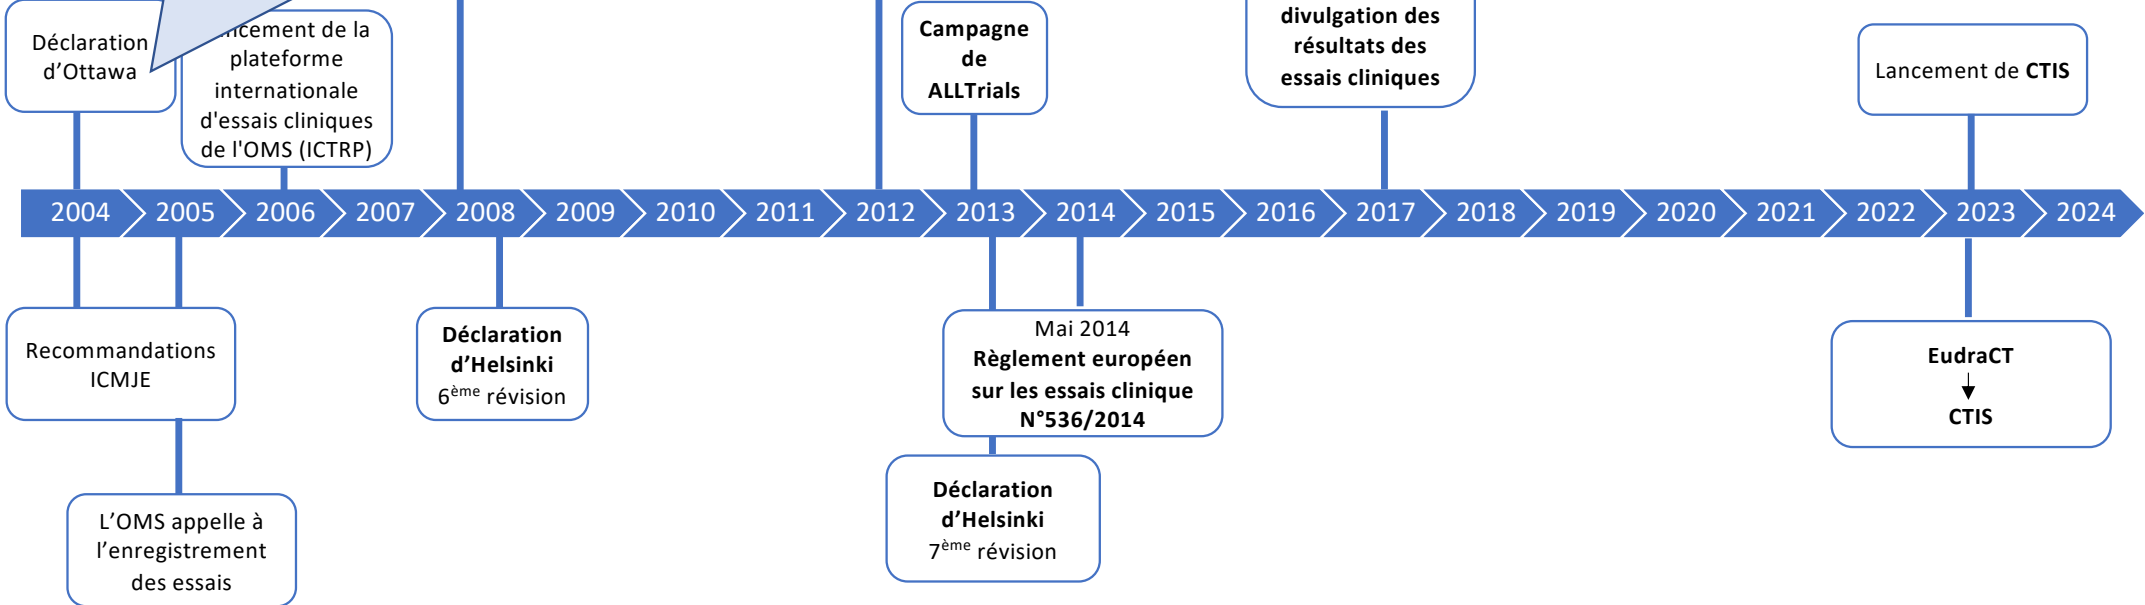 Déclaration
d’Ottawa
ncement de la
plateforme
internationale
d'essais cliniques
de l'OMS (ICTRP)
Campagne
de
ALLTrials
divulgation des
résultats des
essais cliniques
Lancement de CTIS
2004 2005 2006 2007 2008 2009 2010 2011 2012 2013 2014 2015 2016 2017 2018 2019 2020 2021 2022 2023 2024
Recommandations
ICMJE
L’OMS appelle à
l’enregistrement
des essais
Déclaration
d’Helsinki
6ème révision
Mai 2014
Règlement européen
sur les essais clinique
N°536/2014
Déclaration
d’Helsinki
7ème révision
EudraCT
CTIS